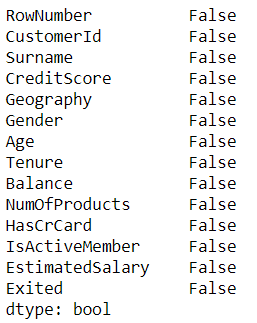 RowNumber False
CustomerId False
Surname False
CreditScore False
Geography False
Gender False
Age False
Tenure False
Balance False
NumOfProducts False
HasCrCard False
IsActiveMember False
EstimatedSalary False
Exited False
dtype: bool